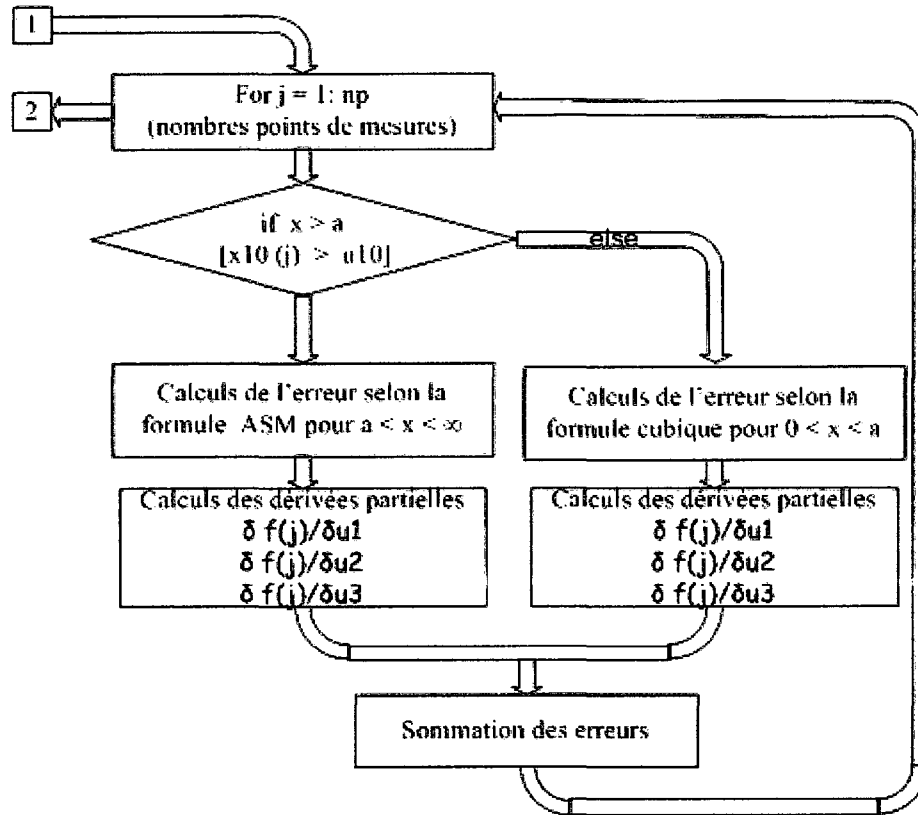 1
2
For j = 1: np
(nombres points de mesures)
if x > a
[x10 (j) > u10]
else
Calculs de l'erreur selon la
formule ASM pour a < x < ∞
Calculs de l'erreur selon la
formule cubique pour 0 < x < a
Calculs des dérivées partielles
δ f(j)/δu1
δ f(j)/δu2
δ f(j)/δu3
Calculs des dérivées partielles
δ f(j)/δu1
δ f(j)/δu2
δ f(j)/δu3
Sommation des erreurs